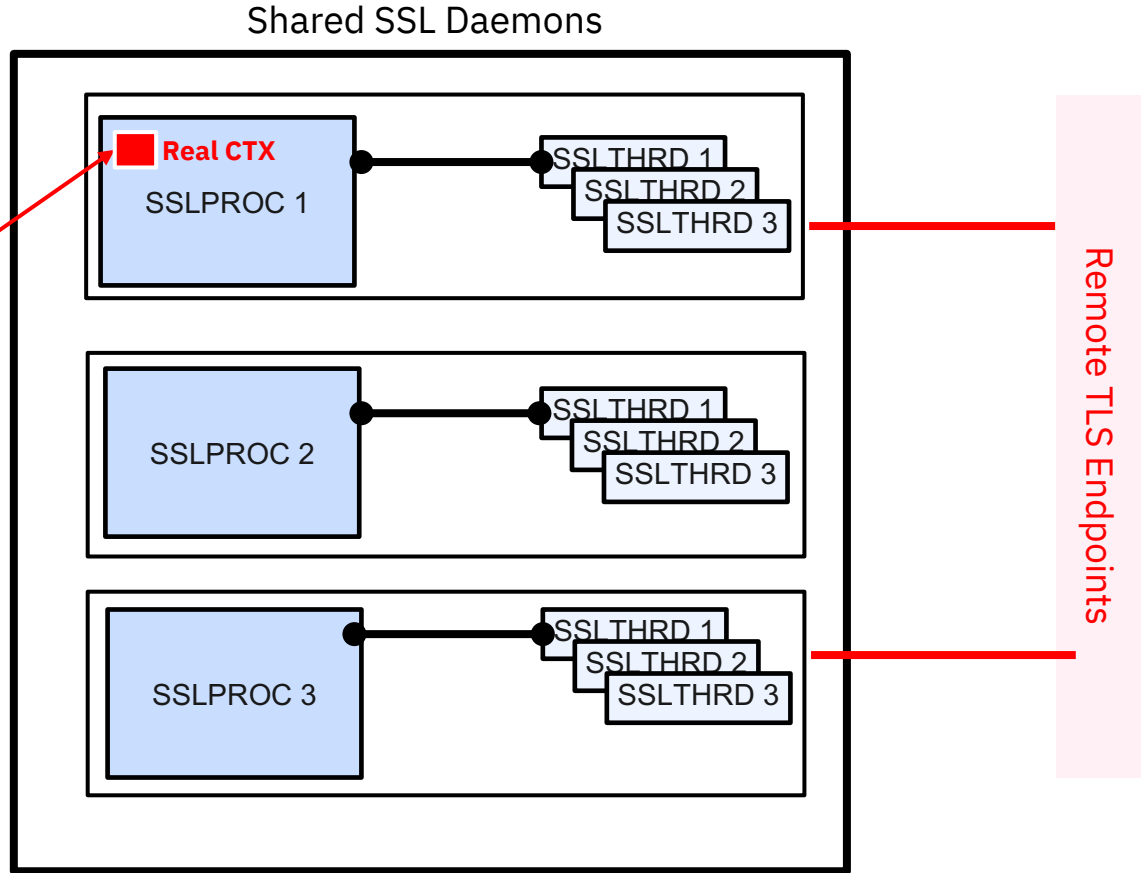 Shared SSL Daemons
Real CTX
SSLPROC 1
SSLTHRD 1
SSLTHRD 2
SSLTHRD 3
SSLPROC 2
SSLTHRD 1
SSLTHRD 2
SSLTHRD 3
SSLPROC 3
SSLTHRD 1
SSLTHRD 2
SSLTHRD 3
Remote TLS Endpoints